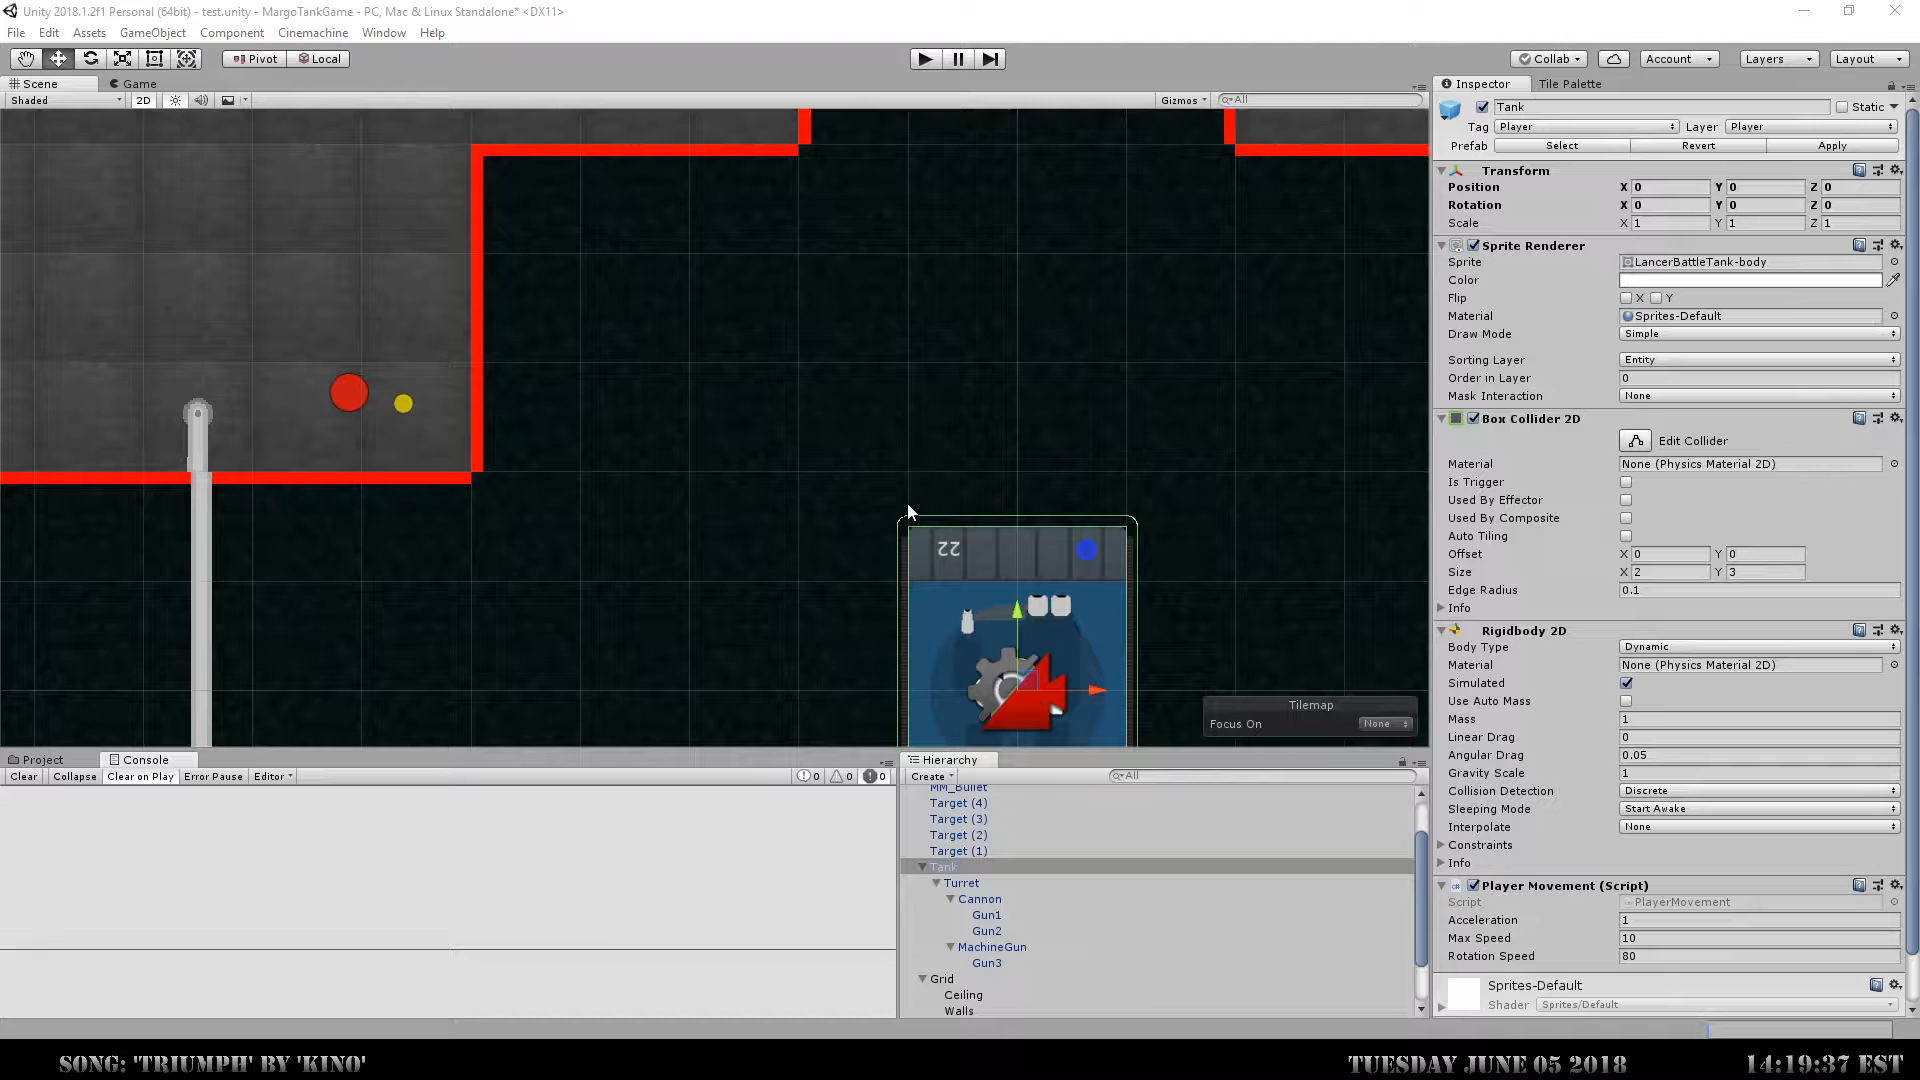 Unity 2018.1.2f1 Personal (64bit) - test.unity - MargoTankGame - PC, Mac & Linux Standalone* <DX11>
File Edit Assets GameObject Component Cinemachine Window Help
Pivot Local Collab Account Layers Layout
Scene Game
Shaded 2D Gizmos All
22
Tilemap
Focus On None
Project Console
Clear Collapse Clear on Play Error Pause Editor 0 0 0
Hierarchy
Create All
MM_Bullet
Target (4)
Target (3)
Target (2)
Target (1)
Tank
Turret
Cannon
Gun1
Gun2
MachineGun
Gun3
Grid
Ceiling
Walls
Inspector Tile Palette
Tank Static
Tag Player Layer Player
Prefab Select Revert Apply
Transform
Position X 0 Y 0 Z 0
Rotation X 0 Y 0 Z 0
Scale X 1 Y 1 Z 1
Sprite Renderer
Sprite LancerBattleTank-body
Color
Flip X Y
Material Sprites-Default
Draw Mode Simple
Sorting Layer Entity
Order in Layer 0
Mask Interaction None
Box Collider 2D
Edit Collider
Material None (Physics Material 2D)
Is Trigger
Used By Effector
Used By Composite
Auto Tiling
Offset X 0 Y 0
Size X 2 Y 3
Edge Radius 0.1
Info
Rigidbody 2D
Body Type Dynamic
Material None (Physics Material 2D)
Simulated
Use Auto Mass
Mass 1
Linear Drag 0
Angular Drag 0.05
Gravity Scale 1
Collision Detection Discrete
Sleeping Mode Start Awake
Interpolate None
Constraints
Info
Player Movement (Script)
Script PlayerMovement
Acceleration 1
Max Speed 10
Rotation Speed 80
Sprites-Default
Shader Sprites/Default
SONG: 'TRIUMPH' BY 'KINO'
TUESDAY JUNE 05 2018
14:19:37 EST